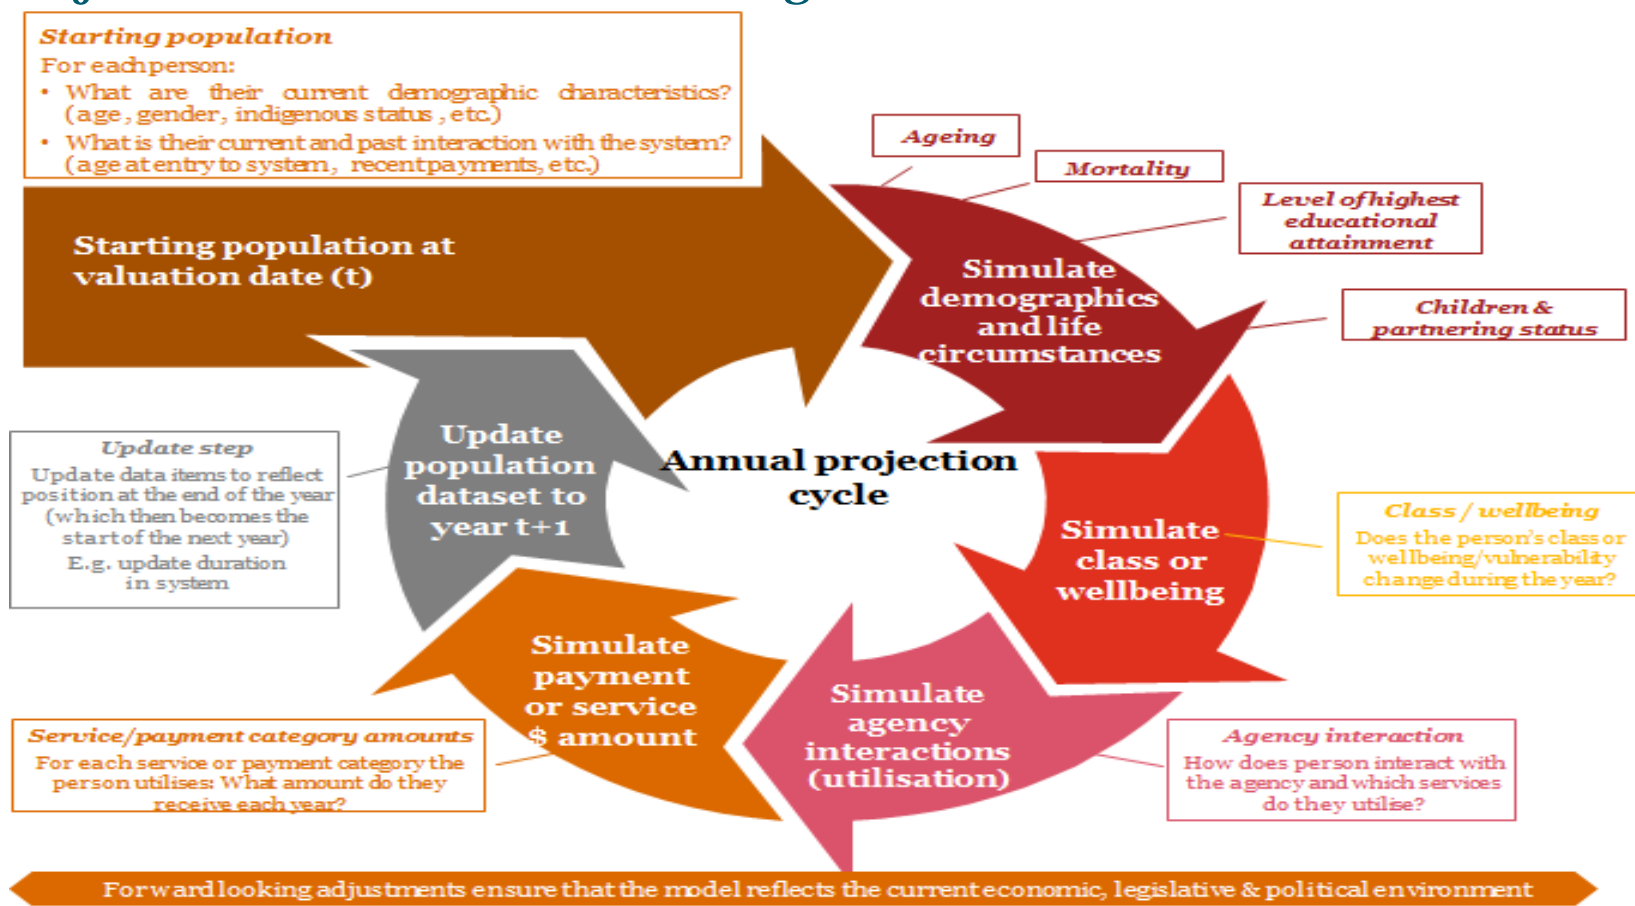 Starting population
For each person:
• What are their current demographic characteristics?
(age, gender, indigenous status, etc.)
• What is their current and past interaction with the system?
(age at entry to system, recent payments, etc.)
Ageing
Mortality
Level of highest
educational
attainment
Children &
partnering status
Starting population at
valuation date (t)
Simulate
demographics
and life
circumstances
Annual projection
cycle
Update
population
dataset to
year t+1
Update step
Update data items to reflect
position at the end of the year
(which then becomes the
start of the next year)
E.g. update duration
in system
Simulate
class or
wellbeing
Class / wellbeing
Does the person's class or
wellbeing/vulnerability
change during the year?
Simulate
payment
or service
$ amount
Simulate
agency
interactions
(utilisation)
Service/payment category amounts
For each service or payment category the
person utilises: What amount do they
receive each year?
Agency interaction
How does person interact with
the agency and which services
do they utilise?
Forward looking adjustments ensure that the model reflects the current economic, legislative & political environment